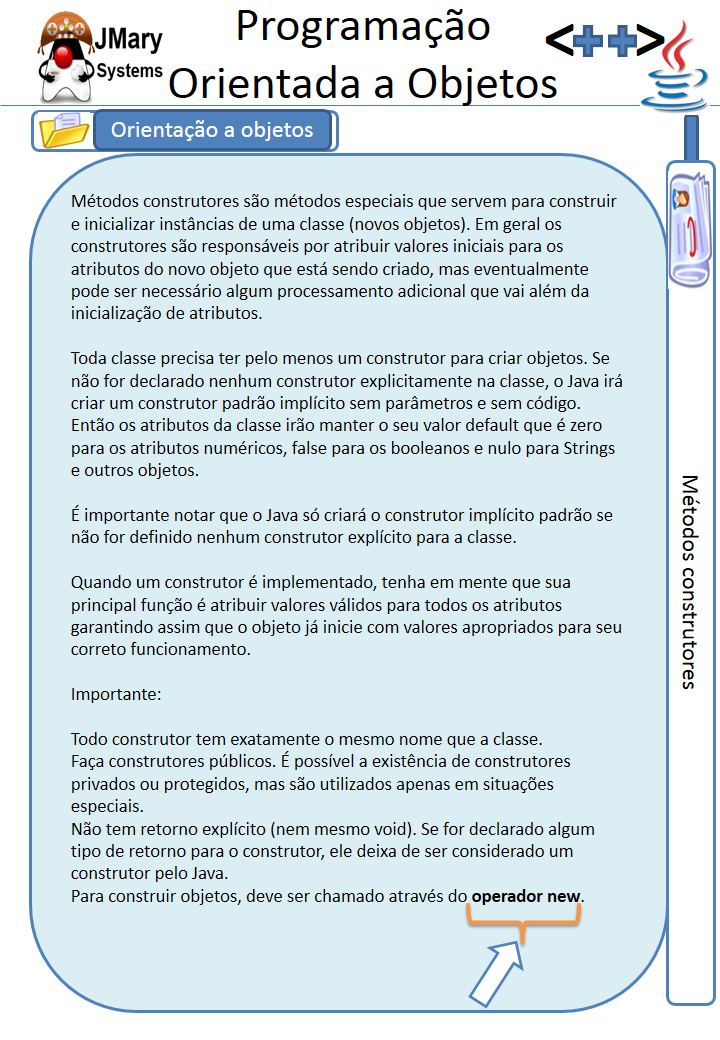 JMary
Systems
Programação
Orientada a Objetos
<++>
Orientação a objetos
Métodos construtores são métodos especiais que servem para construir
e inicializar instâncias de uma classe (novos objetos). Em geral os
construtores são responsáveis por atribuir valores iniciais para os
atributos do novo objeto que está sendo criado, mas eventualmente
pode ser necessário algum processamento adicional que vai além da
inicialização de atributos.
Toda classe precisa ter pelo menos um construtor para criar objetos. Se
não for declarado nenhum construtor explicitamente na classe, o Java irá
criar um construtor padrão implícito sem parâmetros e sem código.
Então os atributos da classe irão manter o seu valor default que é zero
para os atributos numéricos, false para os booleanos e nulo para Strings
e outros objetos.
É importante notar que o Java só criará o construtor implícito padrão se
não for definido nenhum construtor explícito para a classe.
Quando um construtor é implementado, tenha em mente que sua
principal função é atribuir valores válidos para todos os atributos
garantindo assim que o objeto já inicie com valores apropriados para seu
correto funcionamento.
Importante:
Todo construtor tem exatamente o mesmo nome que a classe.
Faça construtores públicos. É possível a existência de construtores
privados ou protegidos, mas são utilizados apenas em situações
especiais.
Não tem retorno explícito (nem mesmo void). Se for declarado algum
tipo de retorno para o construtor, ele deixa de ser considerado um
construtor pelo Java.
Para construir objetos, deve ser chamado através do operador new.
Métodos construtores